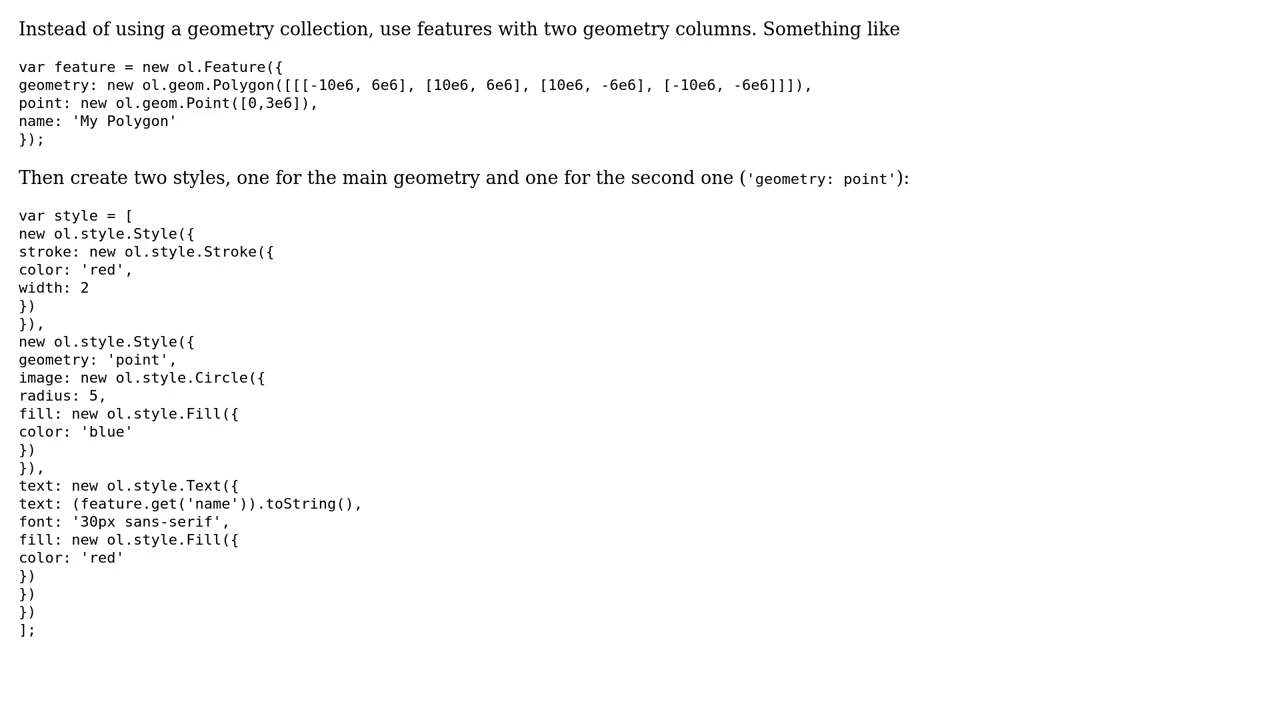 Instead of using a geometry collection, use features with two geometry columns. Something like
var feature = new ol.Feature({
geometry: new ol.geom.Polygon([[[-10e6, 6e6], [10e6, 6e6], [10e6, -6e6], [-10e6, -6e6]]]),
point: new ol.geom.Point([0,3e6]),
name: 'My Polygon'
});
Then create two styles, one for the main geometry and one for the second one ('geometry: point'):
var style = [
new ol.style.Style({
stroke: new ol.style.Stroke({
color: 'red',
width: 2
})
}),
new ol.style.Style({
geometry: 'point',
image: new ol.style.Circle({
radius: 5,
fill: new ol.style.Fill({
color: 'blue'
})
}),
text: new ol.style.Text({
text: (feature.get('name')).toString(),
font: '30px sans-serif',
fill: new ol.style.Fill({
color: 'red'
})
})
})
];